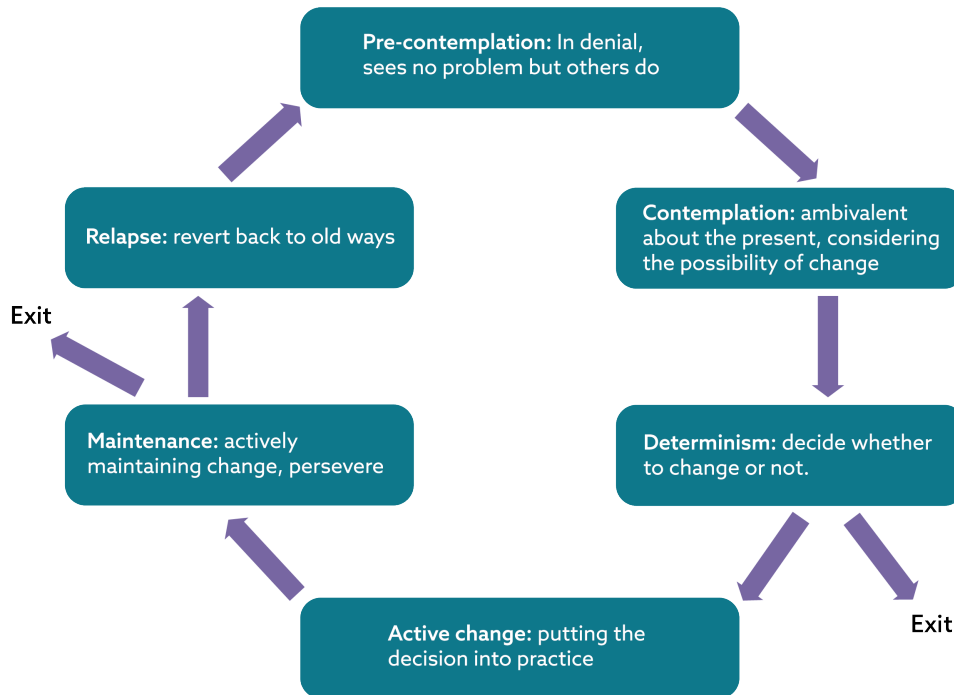 Pre-contemplation: In denial,
sees no problem but others do
Contemplation: ambivalent
about the present, considering
the possibility of change
Determinism: decide whether
to change or not.
Exit
Active change: putting the
decision into practice
Maintenance: actively
maintaining change, persevere
Exit
Relapse: revert back to old ways